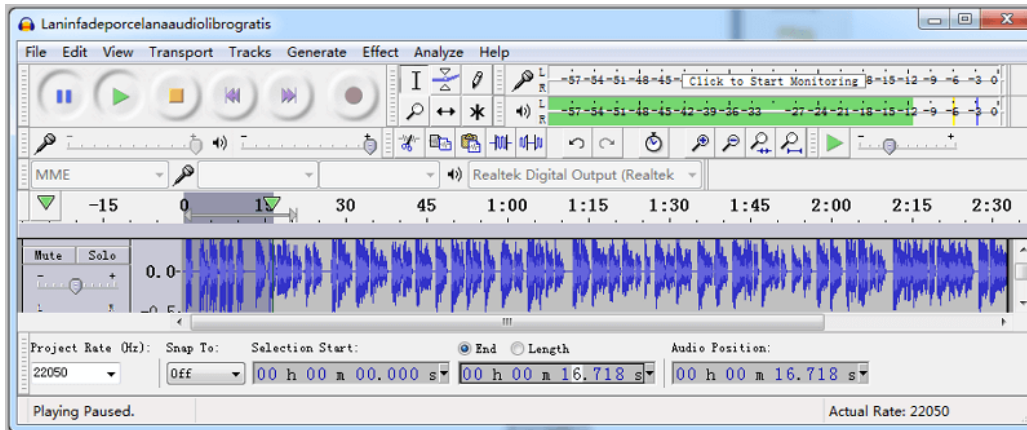 Laninfadeporcelanaaudiolibrogratis
File Edit View Transport Tracks Generate Effect Analyze Help
L R -57 -54 -51 -48 -45 Click to Start Monitoring 8 -15 -12 -9 -6 -3 0
L R -57 -54 -51 -48 -45 -42 -39 -36 -33 -27 -24 -21 -18 -15 -12 -9 -6 -3 0
MME Realtek Digital Output (Realtek
-15 0 15 30 45 1:00 1:15 1:30 1:45 2:00 2:15 2:30
Mute Solo
- + 0.0
Project Rate (Hz): Snap To: Selection Start: End Length Audio Position:
22050 Off 00 h 00 m 00.000 s 00 h 00 m 16.718 s 00 h 00 m 16.718 s
Playing Paused. Actual Rate: 22050